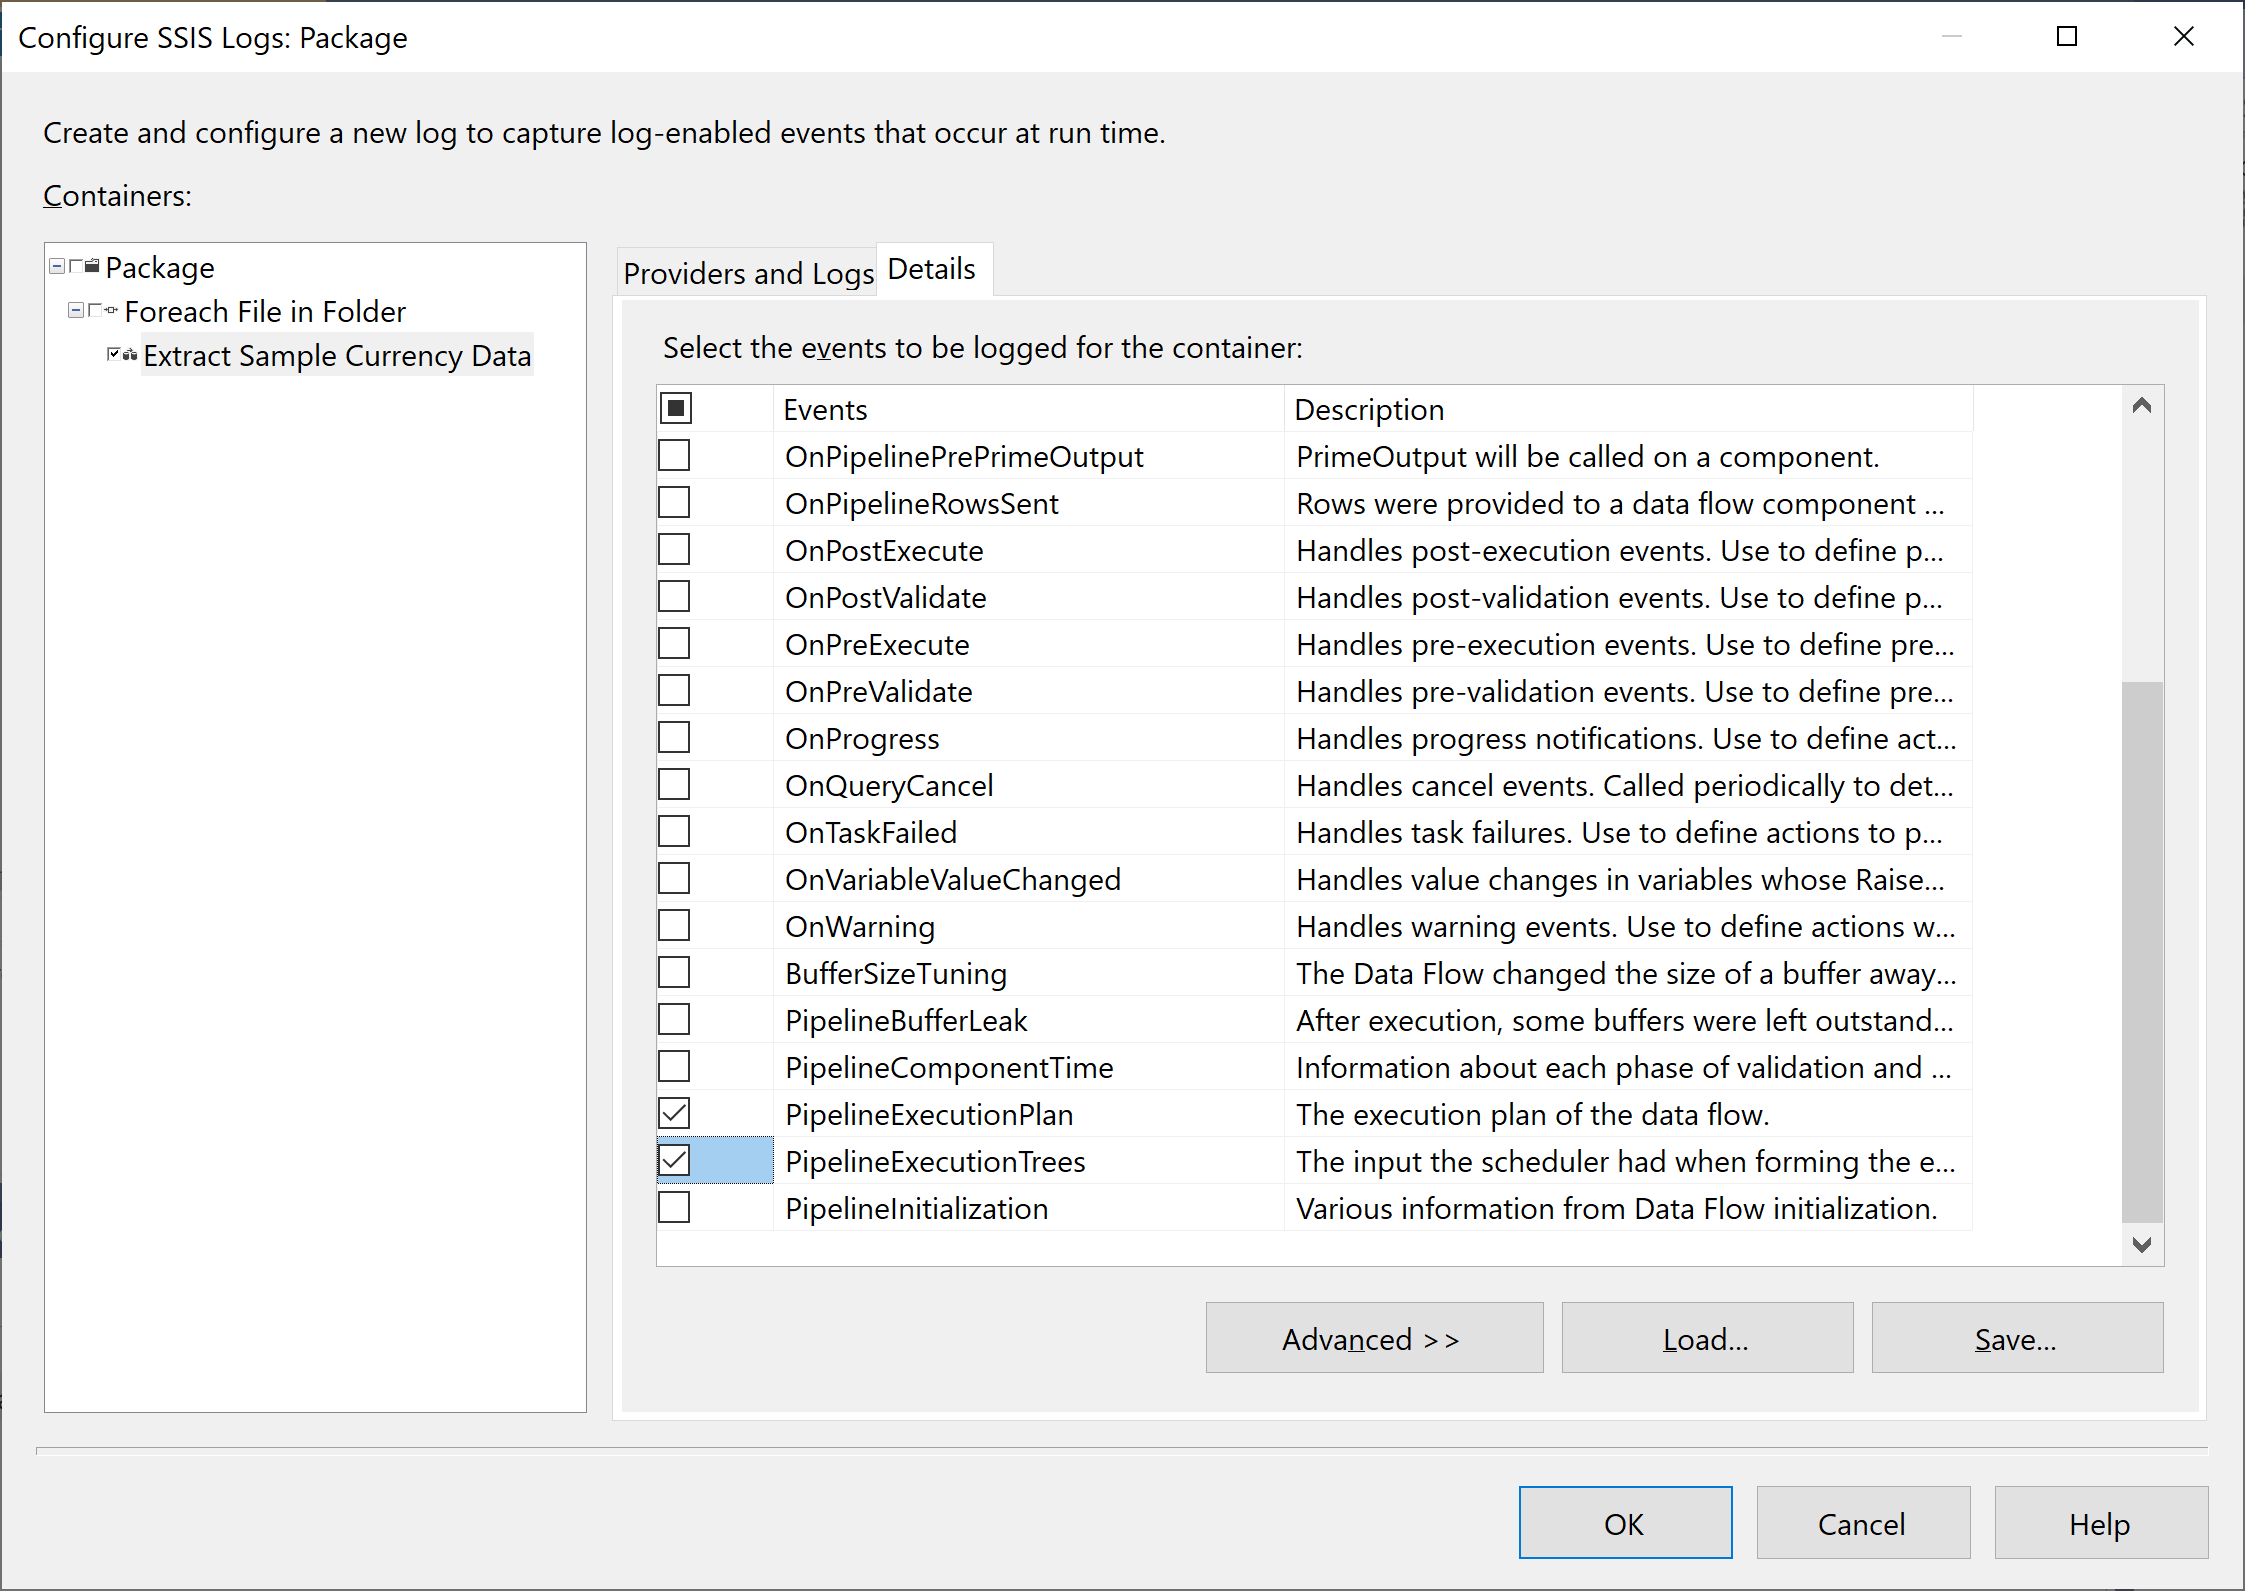 Configure SSIS Logs: Package
Create and configure a new log to capture log-enabled events that occur at run time.
Containers:
Package
Foreach File in Folder
Extract Sample Currency Data
Providers and Logs Details
Select the events to be logged for the container:
Events Description
OnPipelinePrePrimeOutput PrimeOutput will be called on a component.
OnPipelineRowsSent Rows were provided to a data flow component ...
OnPostExecute Handles post-execution events. Use to define p...
OnPostValidate Handles post-validation events. Use to define p...
OnPreExecute Handles pre-execution events. Use to define pre...
OnPreValidate Handles pre-validation events. Use to define pre...
OnProgress Handles progress notifications. Use to define act...
OnQueryCancel Handles cancel events. Called periodically to det...
OnTaskFailed Handles task failures. Use to define actions to p...
OnVariableValueChanged Handles value changes in variables whose Raise...
OnWarning Handles warning events. Use to define actions w...
BufferSizeTuning The Data Flow changed the size of a buffer away...
PipelineBufferLeak After execution, some buffers were left outstand...
PipelineComponentTime Information about each phase of validation and ...
PipelineExecutionPlan The execution plan of the data flow.
PipelineExecutionTrees The input the scheduler had when forming the e...
PipelineInitialization Various information from Data Flow initialization.
Advanced >> Load... Save...
OK Cancel Help